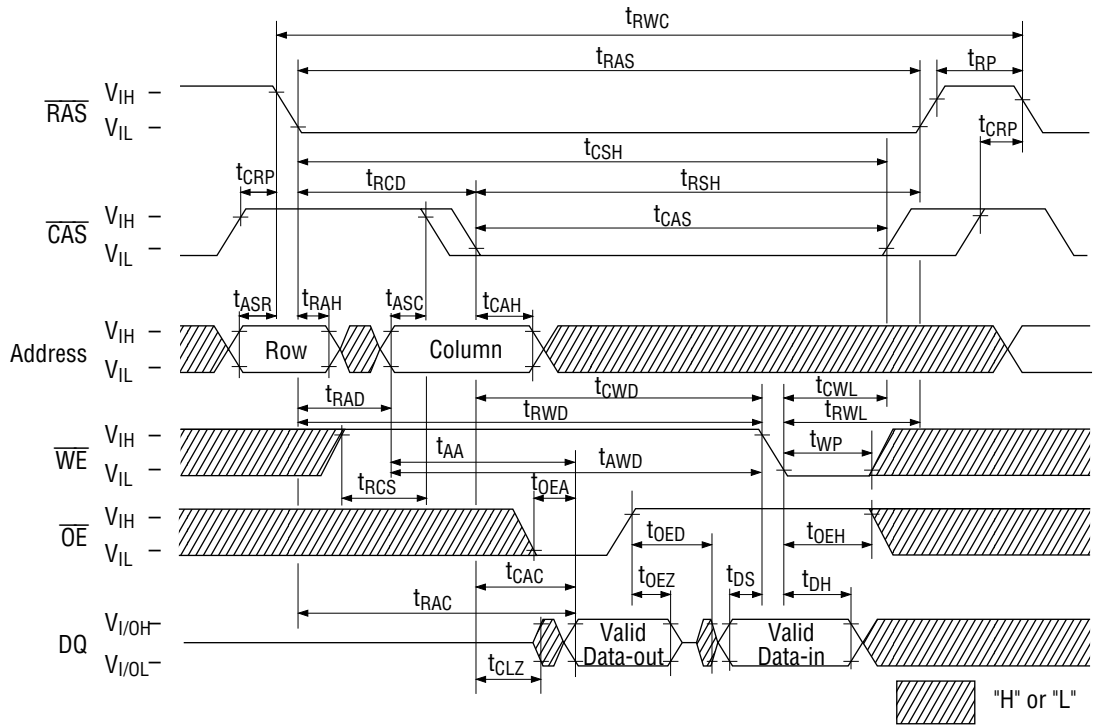 tRWC
tRAS
tRP
RAS
VIH
VIL
tCRP
tCSH
tCRP
tRCD
tRSH
CAS
VIH
VIL
tCAS
tASR
tRAH
tASC
tCAH
Address
VIH
VIL
Row
Column
tRAD
tCWD
tCWL
tRWD
tRWL
WE
VIH
VIL
tAA
tAWD
tWP
tRCS
tOEA
OE
VIH
VIL
tOED
tOEH
tCAC
tOEZ
tDS
tDH
tRAC
DQ
VI/OH
VI/OL
Valid
Data-out
Valid
Data-in
tCLZ
"H" or "L"